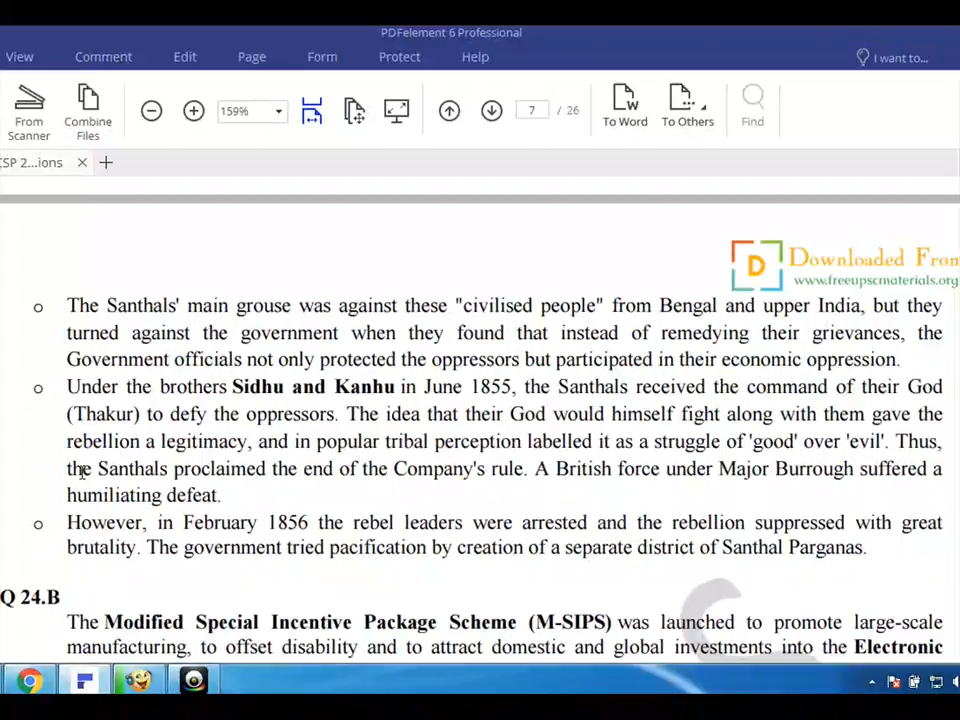 PDFelement 6 Professional
View Comment Edit Page Form Protect Help I want to...
From Scanner
Combine Files
159%
7 / 26
To Word
To Others
Find
CSP 2...ions
D Downloaded From
www.freeupscmaterials.org
o The Santhals' main grouse was against these "civilised people" from Bengal and upper India, but they
turned against the government when they found that instead of remedying their grievances, the
Government officials not only protected the oppressors but participated in their economic oppression.
o Under the brothers Sidhu and Kanhu in June 1855, the Santhals received the command of their God
(Thakur) to defy the oppressors. The idea that their God would himself fight along with them gave the
rebellion a legitimacy, and in popular tribal perception labelled it as a struggle of 'good' over 'evil'. Thus,
the Santhals proclaimed the end of the Company's rule. A British force under Major Burrough suffered a
humiliating defeat.
o However, in February 1856 the rebel leaders were arrested and the rebellion suppressed with great
brutality. The government tried pacification by creation of a separate district of Santhal Parganas.
Q 24.B
The Modified Special Incentive Package Scheme (M-SIPS) was launched to promote large-scale
manufacturing, to offset disability and to attract domestic and global investments into the Electronic